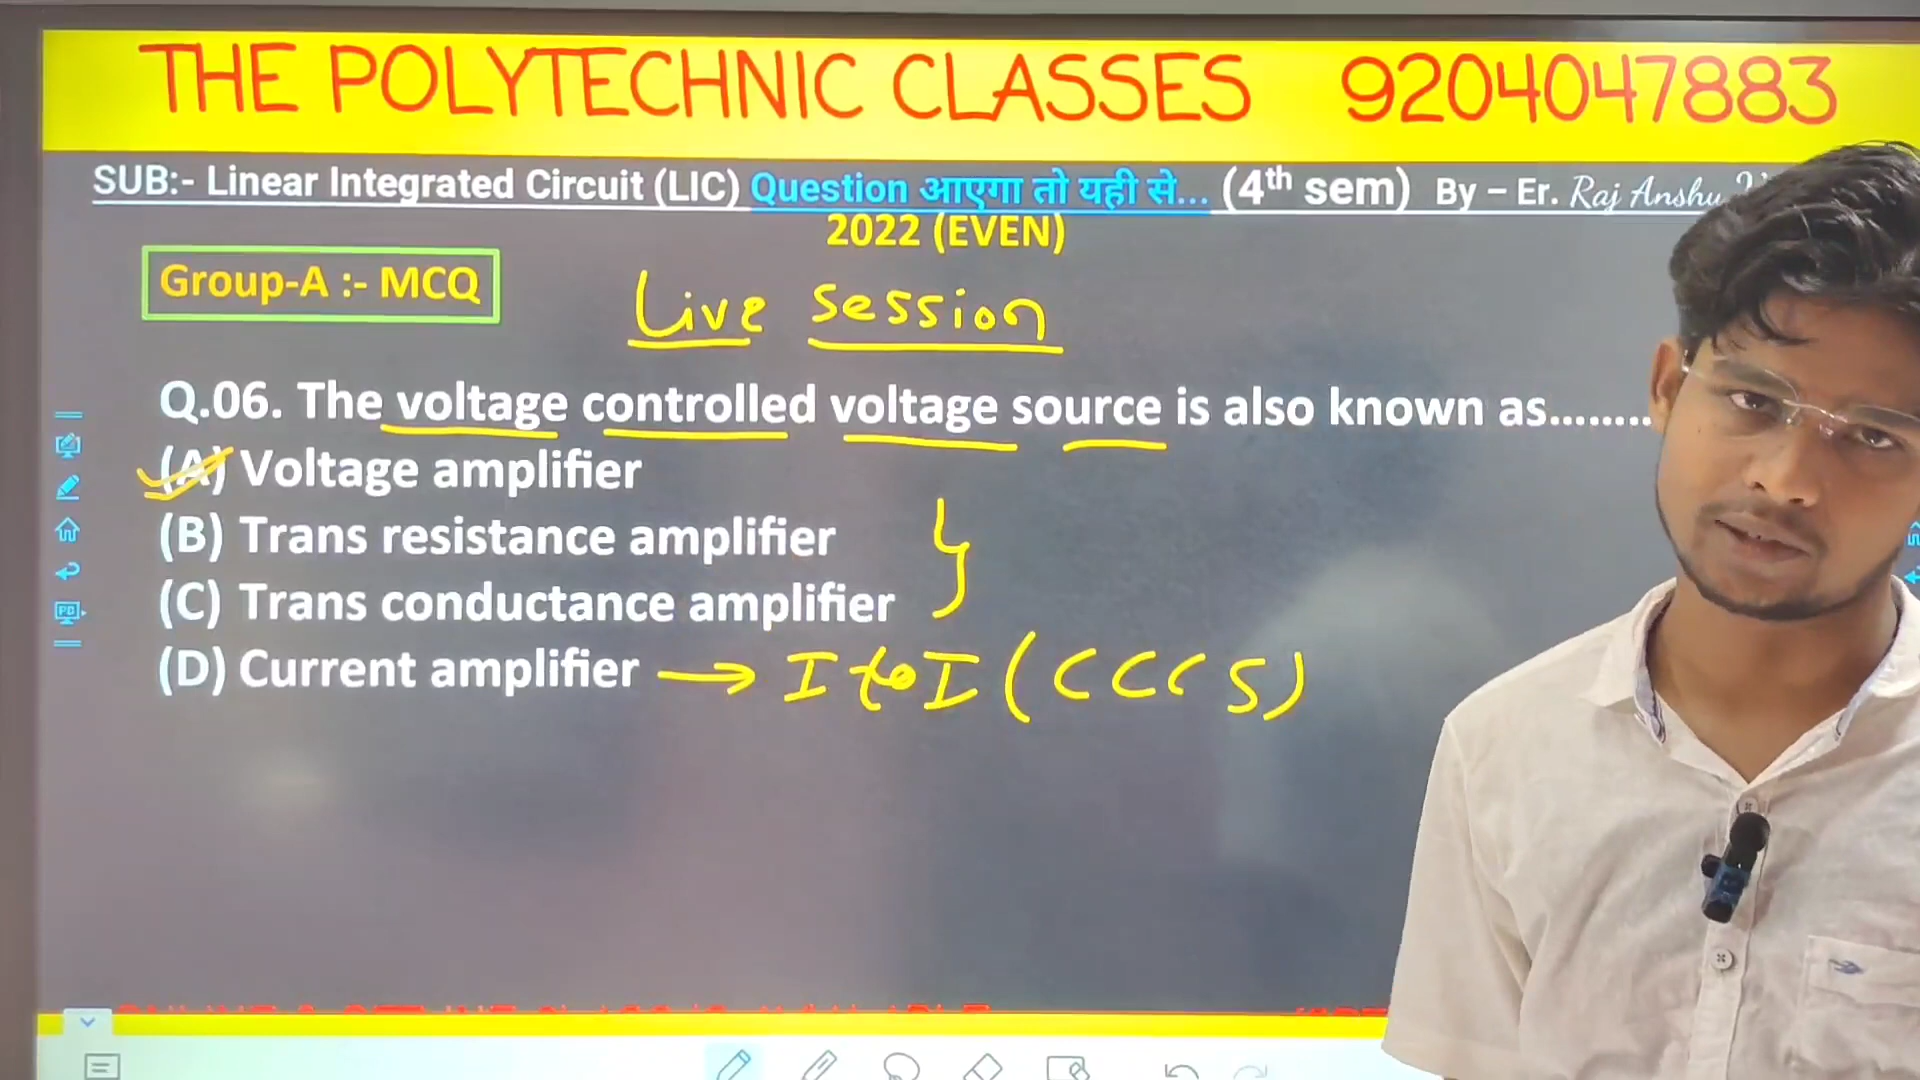 THE POLYTECHNIC CLASSES 9204047883
SUB:- Linear Integrated Circuit (LIC) Question आएगा तो यही से... (4th sem) By – Er. Raj Anshu
2022 (EVEN)
Group-A :- MCQ
Live Session
Q.06. The voltage controlled voltage source is also known as........
(A) Voltage amplifier
(B) Trans resistance amplifier
(C) Trans conductance amplifier
(D) Current amplifier → I to I (CCCS)